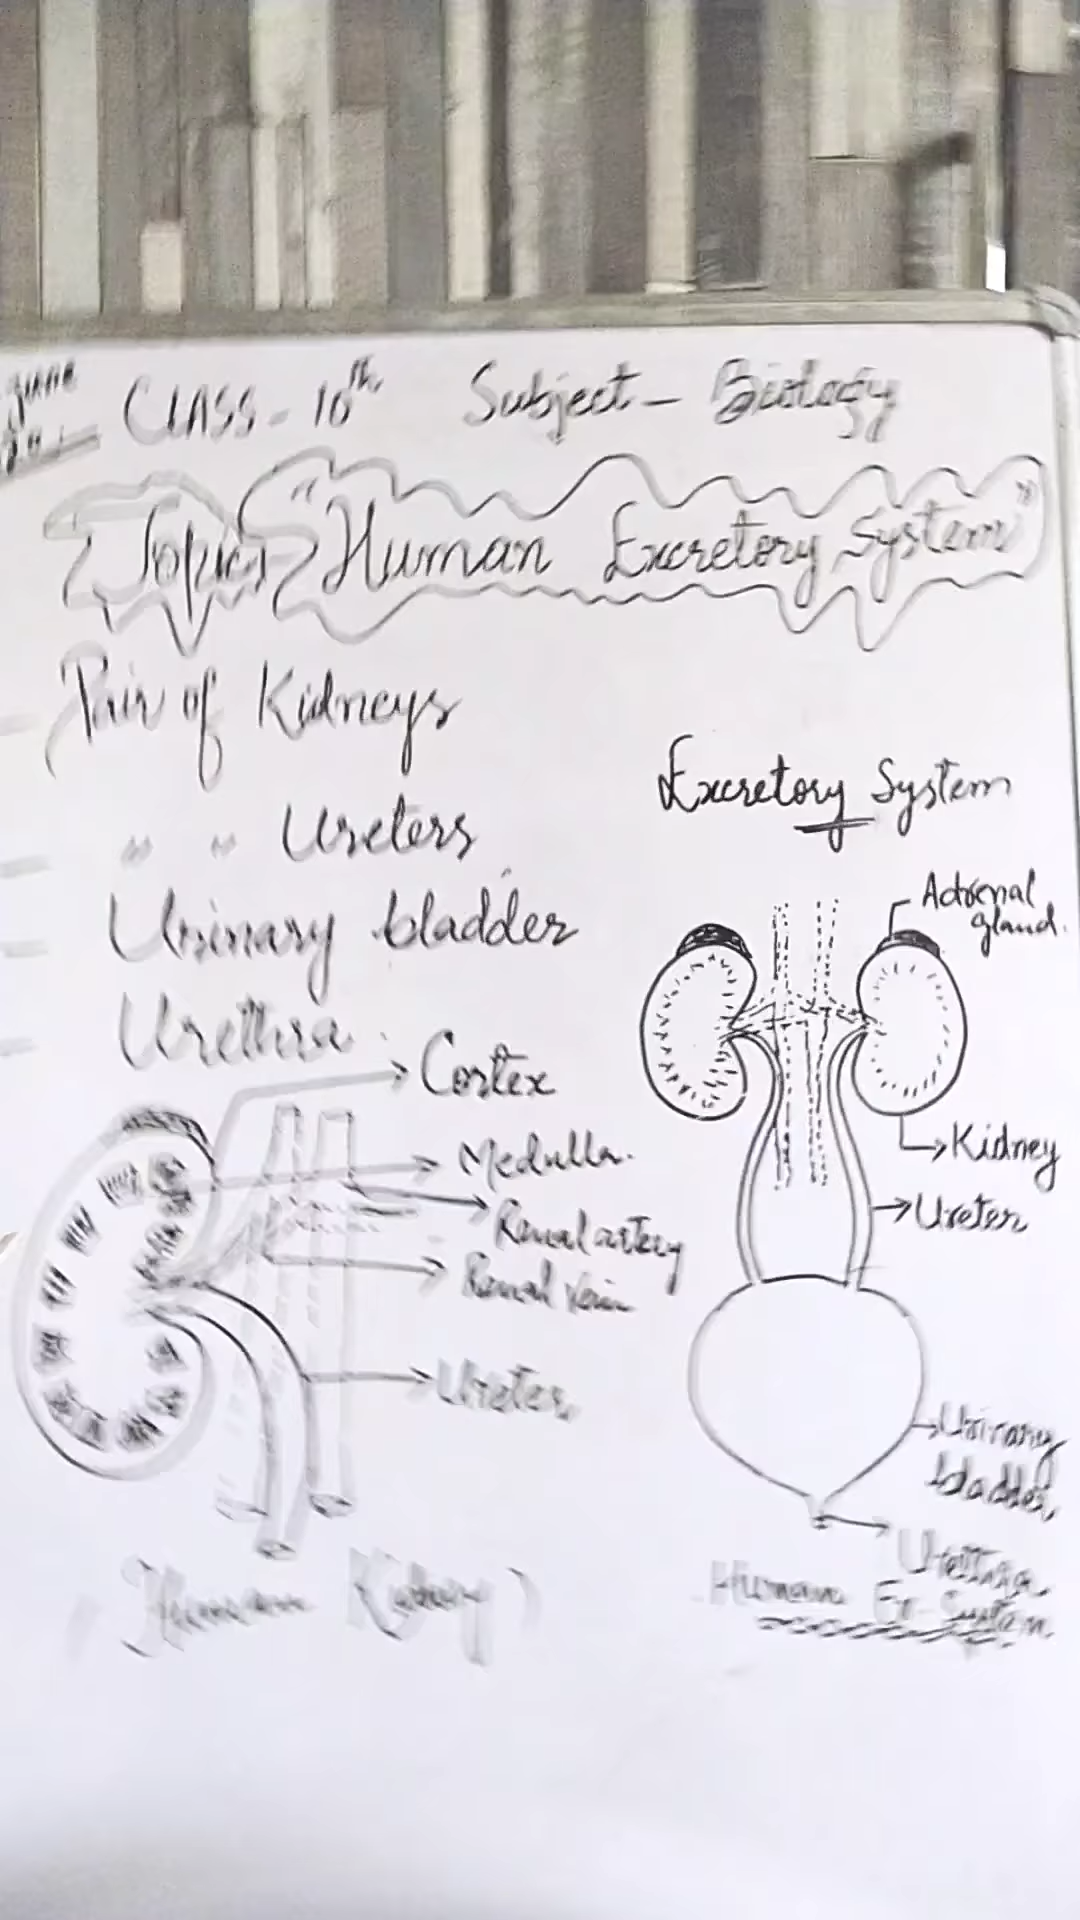 CLASS - 10th Subject - Biology
Topic "Human Excretory System"
Pair of Kidneys
" " Ureters
Urinary bladder
Urethra
Cortex
Medulla
Renal artery
Renal Vein
Ureter
Human Kidney
Excretory System
Adrenal
gland
Kidney
Ureter
Urinary
bladder
Urethra
Human Ex. System